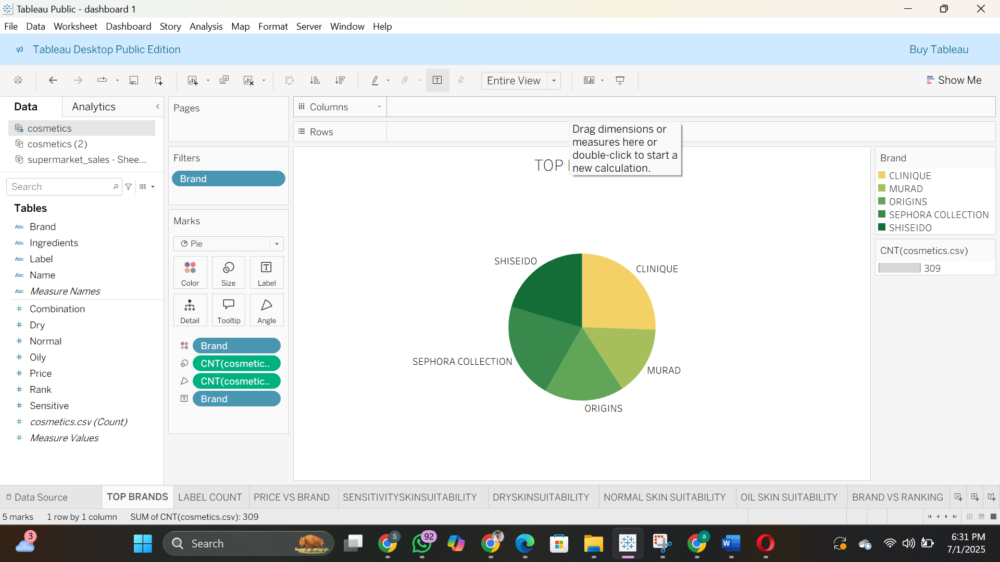 Tableau Public - dashboard 1
File Data Worksheet Dashboard Story Analysis Map Format Server Window Help
Tableau Desktop Public Edition
Buy Tableau
Entire View
Show Me
Data
Analytics
cosmetics
cosmetics (2)
supermarket_sales - Shee...
Search
Tables
Abc Brand
Abc Ingredients
Abc Label
Abc Name
Abc Measure Names
# Combination
# Dry
# Normal
# Oily
# Price
# Rank
# Sensitive
# cosmetics.csv (Count)
# Measure Values
Pages
Filters
Brand
Marks
Pie
Color
Size
Label
Detail
Tooltip
Angle
Brand
CNT(cosmetic..
CNT(cosmetic..
Brand
Columns
Rows
Drag dimensions or
measures here or
double-click to start a
new calculation.
TOP
SHISEIDO
CLINIQUE
SEPHORA COLLECTION
MURAD
ORIGINS
Brand
CLINIQUE
MURAD
ORIGINS
SEPHORA COLLECTION
SHISEIDO
CNT(cosmetics.csv)
309
Data Source
TOP BRANDS
LABEL COUNT
PRICE VS BRAND
SENSITIVITYSKINSUITABILITY
DRYSKINSUITABILITY
NORMAL SKIN SUITABILITY
OIL SKIN SUITABILITY
BRAND VS RANKING
5 marks 1 row by 1 column SUM of CNT(cosmetics.csv): 309
3
Search
S
92
a
W
6:31 PM
7/1/2025